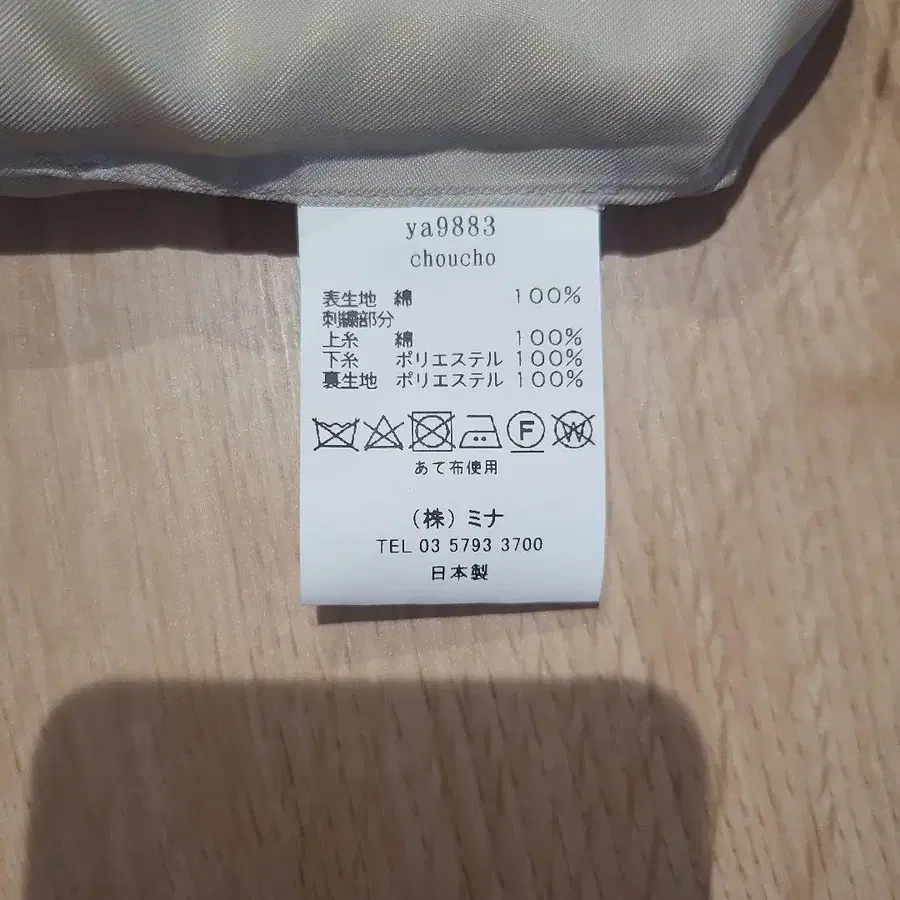 ya9883
choucho
表生地 綿 100%
刺繍部分
上糸 綿 100%
下糸 ポリエステル 100%
裏生地 ポリエステル 100%
F
W
あて布使用
(株)ミナ
TEL 03 5793 3700
日本製